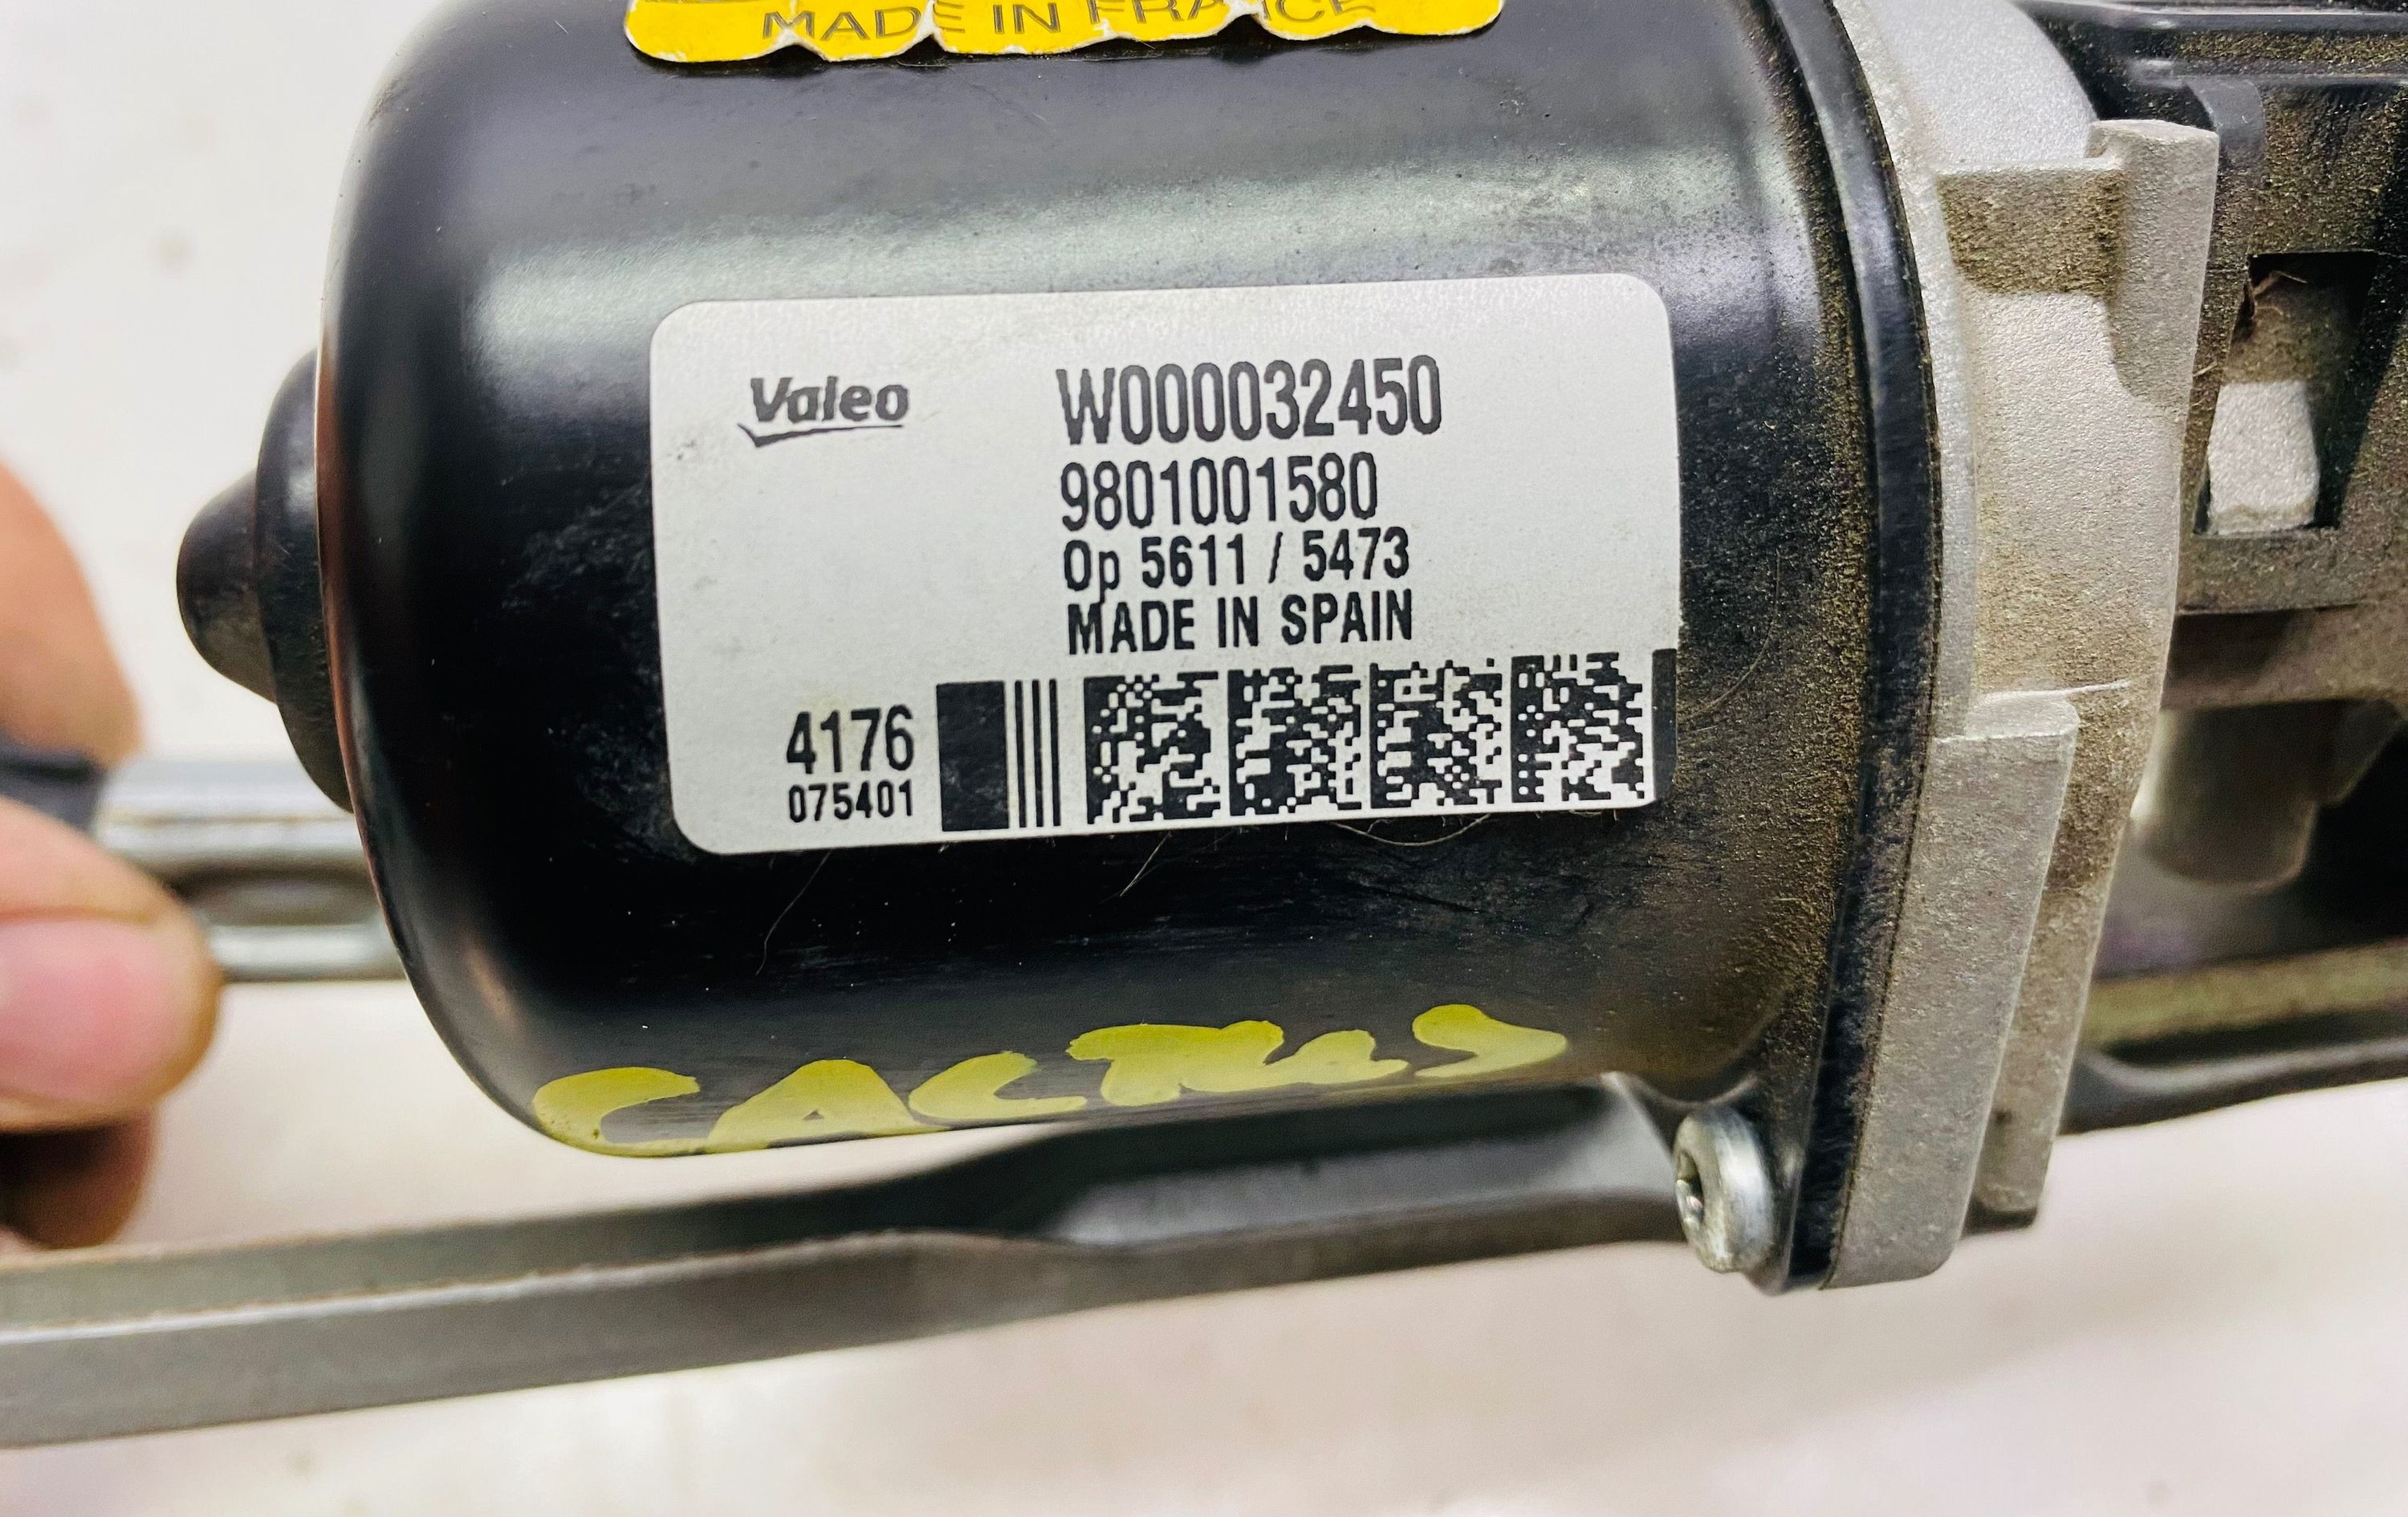 MADE IN FRANCE
Valeo
W000032450
9801001580
Op 5611 / 5473
MADE IN SPAIN
4176
075401
CACTUS